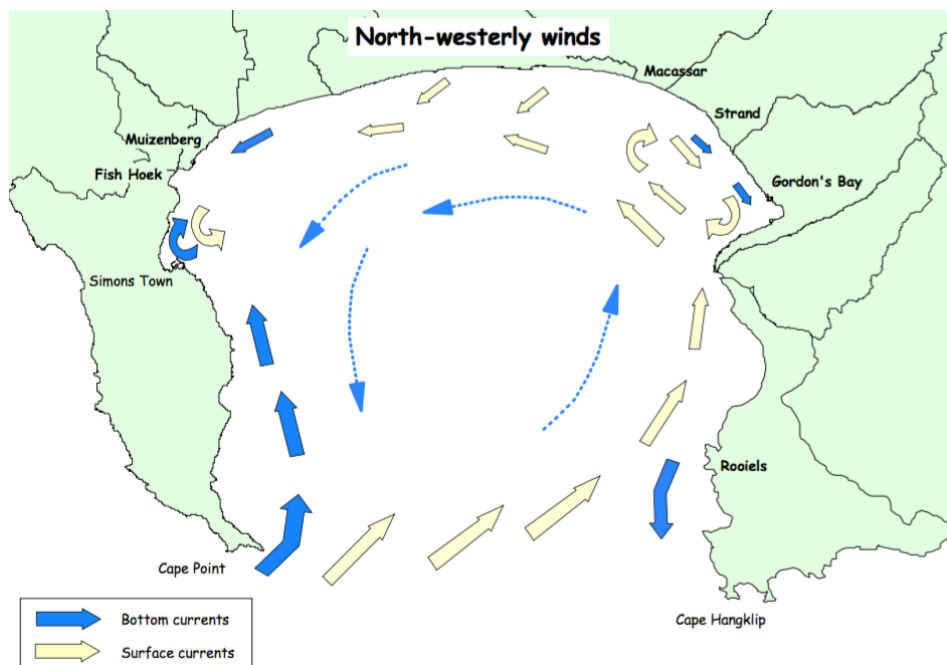 North-westerly winds
Macassar
Strand
Muizenberg
Fish Hoek
Gordon's Bay
Simons Town
Rooiels
Cape Point
Cape Hangklip
Bottom currents
Surface currents